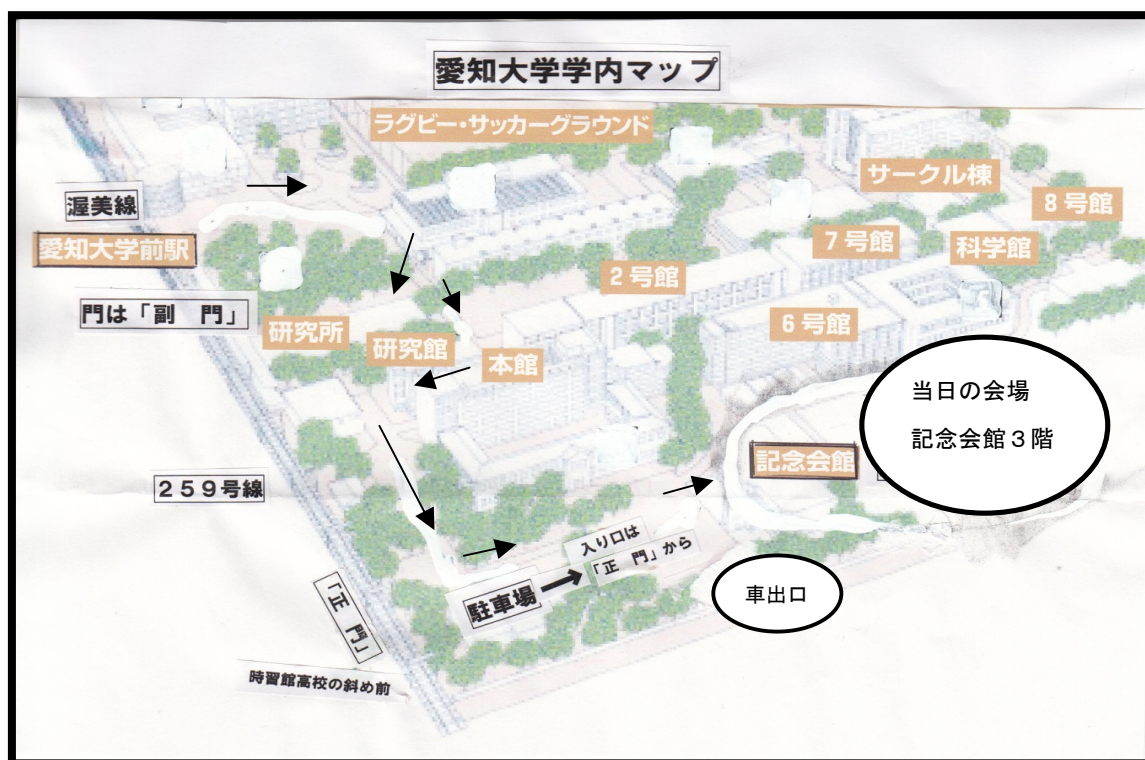 愛知大学学内マップ
ラグビー・サッカーグラウンド
サークル棟
渥美線
8号館
愛知大学前駅
7号館
科学館
2号館
門は「副　門」
研究所
研究館
本館
6号館
当日の会場
記念会館３階
記念会館
２５９号線
入り口は
「正　門」から
駐車場
車出口
「正　門」
時習館高校の斜め前